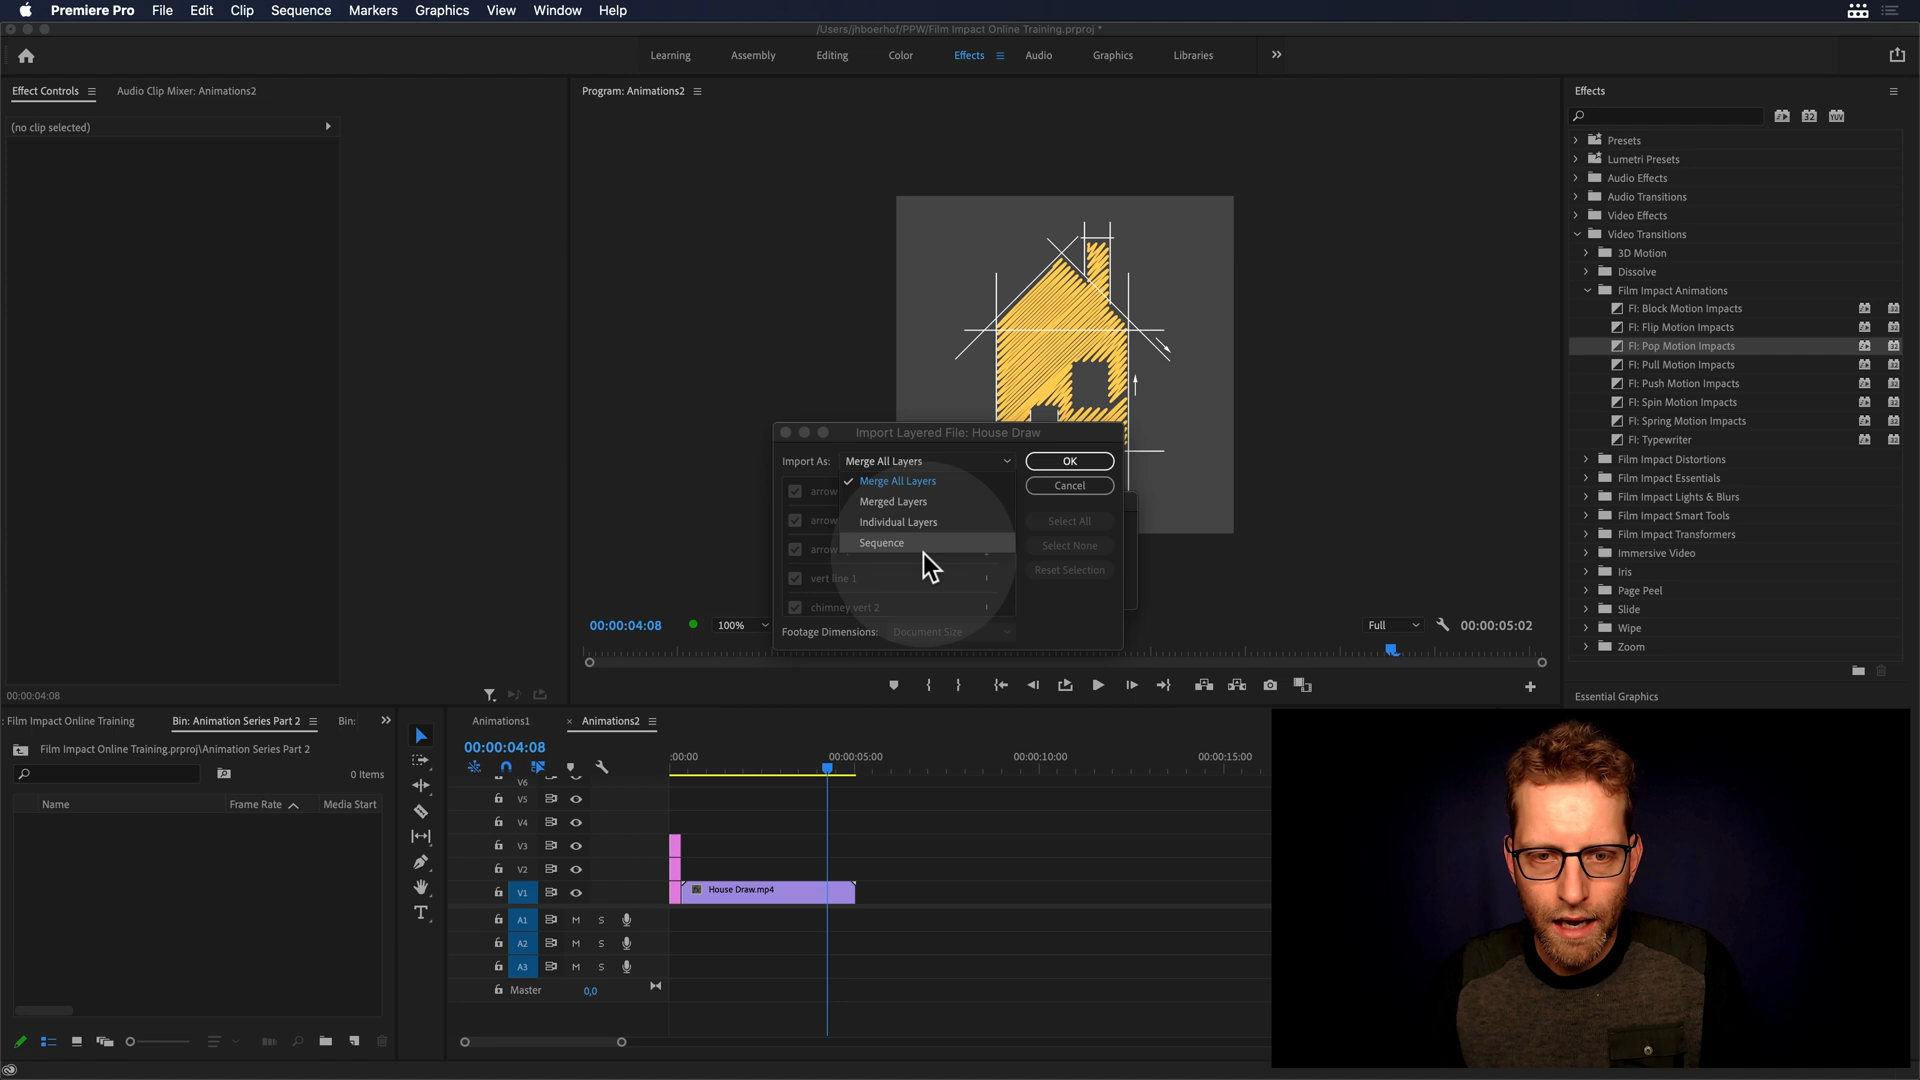 Premiere Pro File Edit Clip Sequence Markers Graphics View Window Help
/Users/jhboerhof/PPW/Film Impact Online Training.prproj *
Learning Assembly Editing Color Effects Audio Graphics Libraries
Effect Controls Audio Clip Mixer: Animations2
(no clip selected)
00:00:04:08
Program: Animations2
Import Layered File: House Draw
Import As: Merge All Layers OK
Merge All Layers
Merged Layers
Individual Layers
Sequence
Cancel
Select All
Select None
Reset Selection
arrow
arrow
arrow
vert line 1
chimney vert 2
Footage Dimensions: Document Size
00:00:04:08 100% Full 00:00:05:02
Effects
32 YUV
Presets
Lumetri Presets
Audio Effects
Audio Transitions
Video Effects
Video Transitions
3D Motion
Dissolve
Film Impact Animations
FI: Block Motion Impacts
FI: Flip Motion Impacts
FI: Pop Motion Impacts
FI: Pull Motion Impacts
FI: Push Motion Impacts
FI: Spin Motion Impacts
FI: Spring Motion Impacts
FI: Typewriter
Film Impact Distortions
Film Impact Essentials
Film Impact Lights & Blurs
Film Impact Smart Tools
Film Impact Transformers
Immersive Video
Iris
Page Peel
Slide
Wipe
Zoom
Essential Graphics
: Film Impact Online Training Bin: Animation Series Part 2 Bin:
Film Impact Online Training.prproj\Animation Series Part 2
0 Items
Name Frame Rate Media Start
Animations1 × Animations2
00:00:04:08
:00:00 00:00:05:00 00:00:10:00 00:00:15:00
V6
V5
V4
V3
V2
V1 House Draw.mp4
A1 M S
A2 M S
A3 M S
Master 0,0